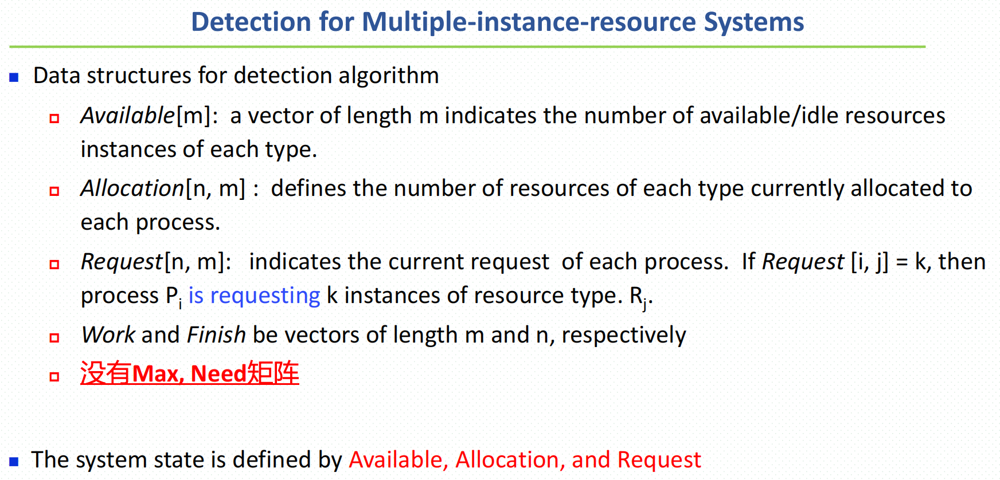 Detection for Multiple-instance-resource Systems
Data structures for detection algorithm
Available[m]: a vector of length m indicates the number of available/idle resources
instances of each type.
Allocation[n, m] : defines the number of resources of each type currently allocated to
each process.
Request[n, m]: indicates the current request of each process. If Request [i, j] = k, then
process Pi is requesting k instances of resource type. Rj.
Work and Finish be vectors of length m and n, respectively
没有Max, Need矩阵
The system state is defined by Available, Allocation, and Request